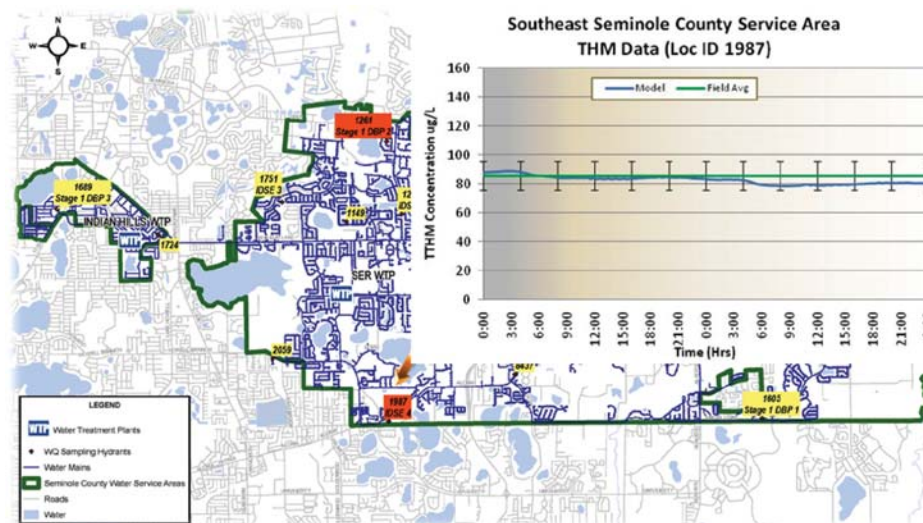 Southeast Seminole County Service Area
THM Data (Loc ID 1987)
Model
Field Avg
TTHM Concentration ug/L
160
140
120
100
80
60
40
20
0
0:00
3:00
6:00
9:00
12:00
15:00
18:00
21:00
0:00
3:00
6:00
9:00
12:00
15:00
18:00
21:00
Time (Hrs)
N
W
E
S
1261
Stage 1 DBP 2
1751
IDSE 3
1689
Stage 1 DBP 3
INDIAN HILLS WTP
WTP
1724
1149
SER WTP
WTP
2059
1987
IDSE 4
1605
Stage 1 DBP 1
LEGEND
WTP Water Treatment Plants
WQ Sampling Hydrants
Water Mains
Seminole County Water Service Areas
Roads
Water